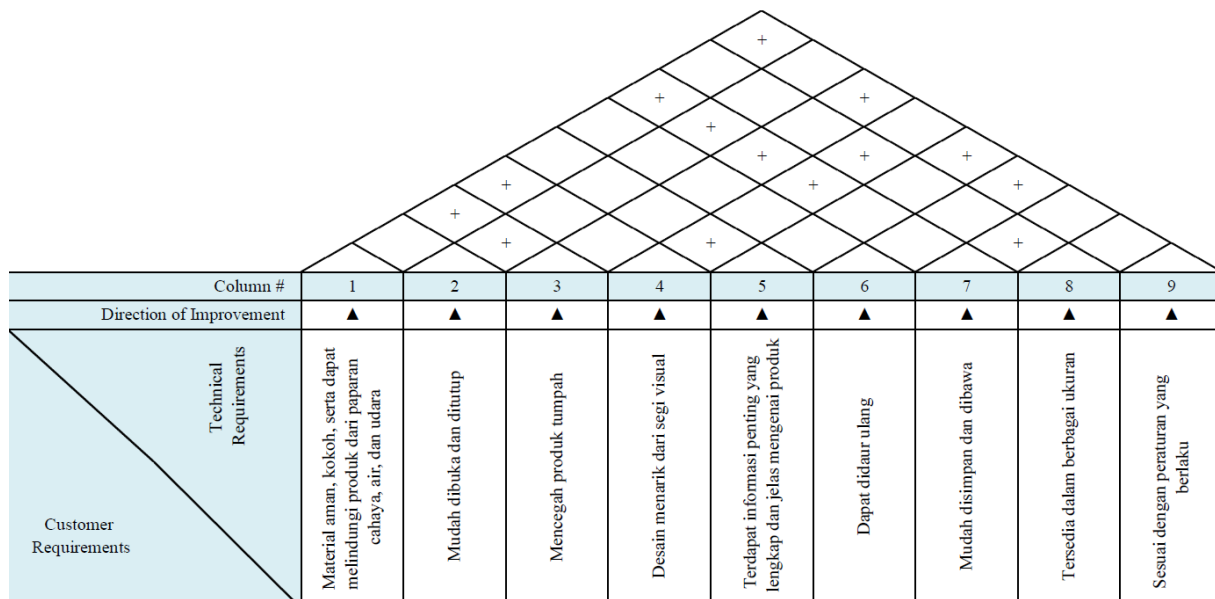 +
+ +
+
+ + +
+ + +
+
+ + +
Column # 1 2 3 4 5 6 7 8 9
Direction of Improvement ▲ ▲ ▲ ▲ ▲ ▲ ▲ ▲ ▲
Technical
Requirements
Customer
Requirements
Material aman, kokoh, serta dapat
melindungi produk dari paparan
cahaya, air, dan udara
Mudah dibuka dan ditutup
Mencegah produk tumpah
Desain menarik dari segi visual
Terdapat informasi penting yang
lengkap dan jelas mengenai produk
Dapat didaur ulang
Mudah disimpan dan dibawa
Tersedia dalam berbagai ukuran
Sesuai dengan peraturan yang
berlaku